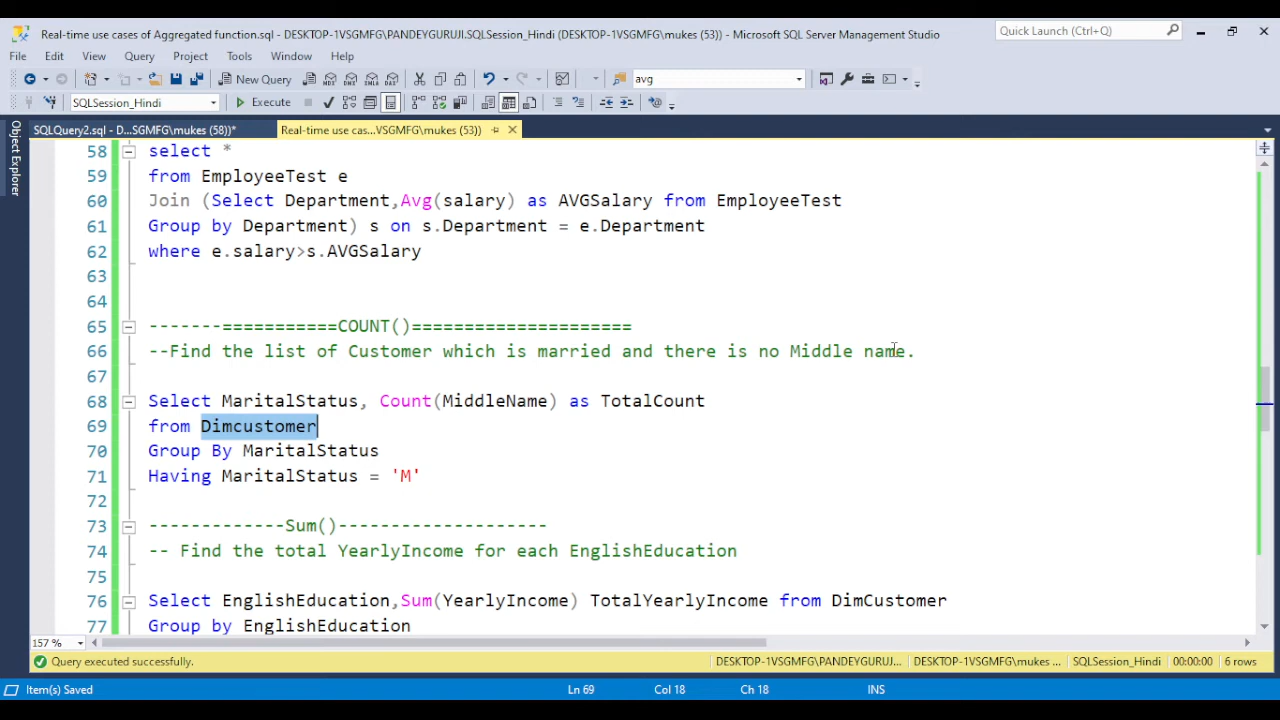 Real-time use cases of Aggregated function.sql - DESKTOP-1VSGMFG\PANDEYGURUJI.SQLSession_Hindi (DESKTOP-1VSGMFG\mukes (53)) - Microsoft SQL Server Management Studio
Quick Launch (Ctrl+Q)
File Edit View Query Project Tools Window Help
New Query
avg
SQLSession_Hindi
Execute
SQLQuery2.sql - D...SGMFG\mukes (58))*
Real-time use cas...VSGMFG\mukes (53))
Object Explorer
58 select *
59 from EmployeeTest e
60 Join (Select Department,Avg(salary) as AVGSalary from EmployeeTest
61 Group by Department) s on s.Department = e.Department
62 where e.salary>s.AVGSalary
63
64
65 -------===========COUNT()=====================
66 --Find the list of Customer which is married and there is no Middle name.
67
68 Select MaritalStatus, Count(MiddleName) as TotalCount
69 from Dimcustomer
70 Group By MaritalStatus
71 Having MaritalStatus = 'M'
72
73 -------------Sum()--------------------
74 -- Find the total YearlyIncome for each EnglishEducation
75
76 Select EnglishEducation,Sum(YearlyIncome) TotalYearlyIncome from DimCustomer
77 Group by EnglishEducation
157 %
Query executed successfully.
DESKTOP-1VSGMFG\PANDEYGURUJI... DESKTOP-1VSGMFG\mukes ... SQLSession_Hindi 00:00:00 6 rows
Item(s) Saved
Ln 69 Col 18 Ch 18 INS